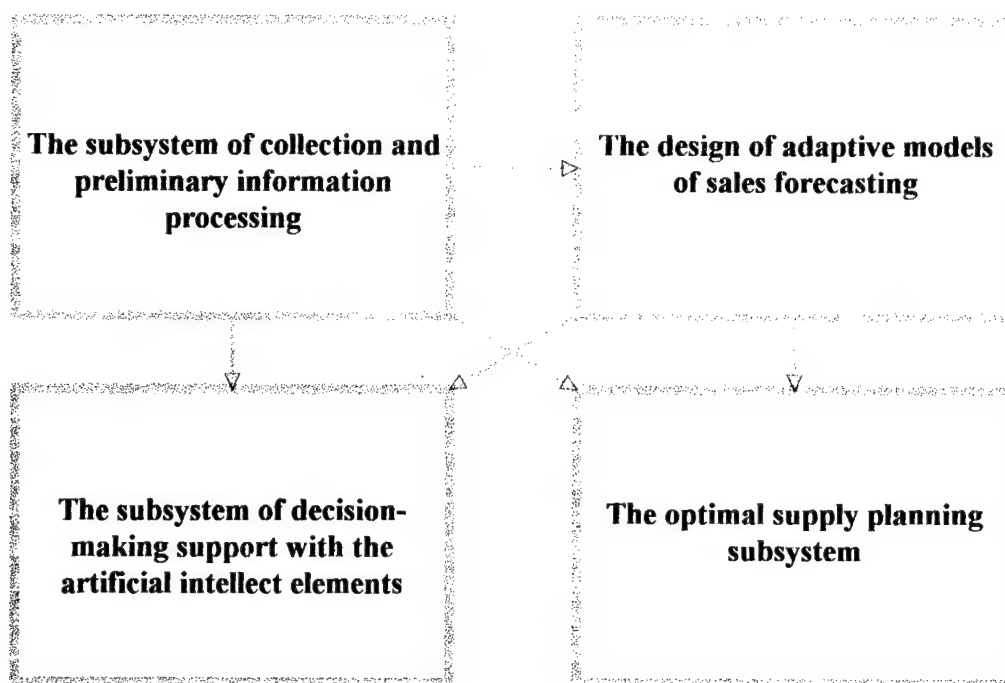 The subsystem of collection and
preliminary information
processing
The design of adaptive models
of sales forecasting
The subsystem of decision-
making support with the
artificial intellect elements
The optimal supply planning
subsystem